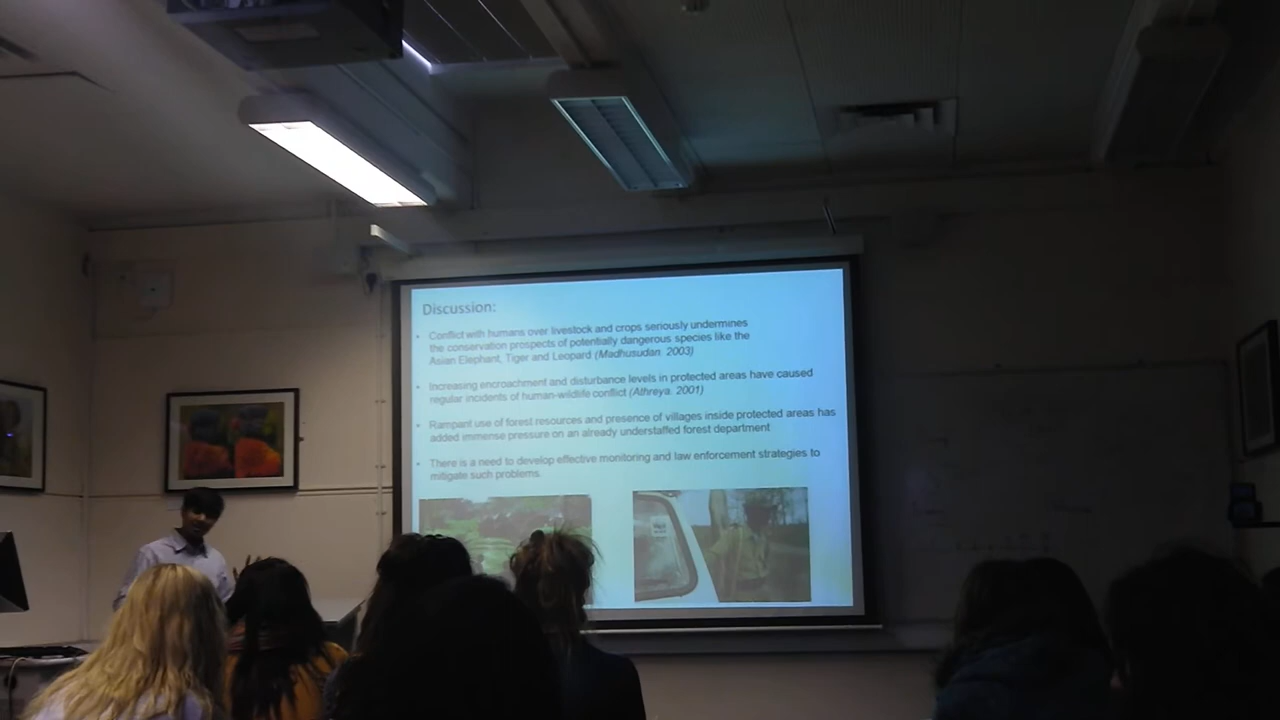 Discussion:
• Conflict with humans over livestock and crops seriously undermines
the conservation prospects of potentially dangerous species like the
Asian Elephant, Tiger and Leopard (Madhusudan 2003)
• Increasing encroachment and disturbance levels in protected areas have caused
regular incidents of human-wildlife conflict (Athreya. 2001)
• Rampant use of forest resources and presence of villages inside protected areas has
added immense pressure on an already understaffed forest department
• There is a need to develop effective monitoring and law enforcement strategies to
mitigate such problems.